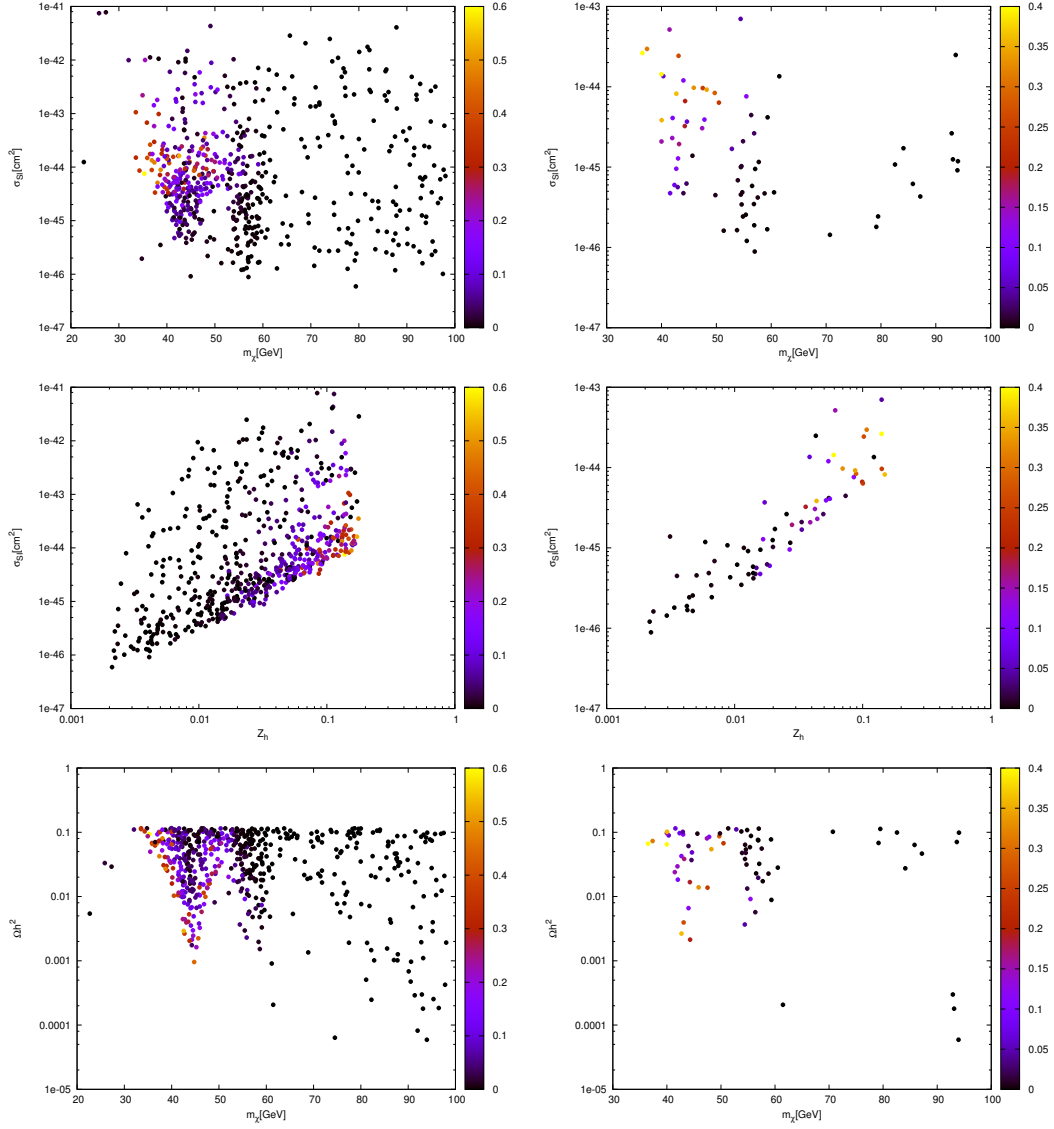 1e-41
1e-42
1e-43
1e-44
1e-45
1e-46
1e-47
σSI[cm2]
20 30 40 50 60 70 80 90 100
mχ[GeV]
0.6
0.5
0.4
0.3
0.2
0.1
0
1e-43
1e-44
1e-45
1e-46
1e-47
σSI[cm2]
30 40 50 60 70 80 90 100
mχ[GeV]
0.4
0.35
0.3
0.25
0.2
0.15
0.1
0.05
0
1e-41
1e-42
1e-43
1e-44
1e-45
1e-46
1e-47
σSI[cm2]
0.001 0.01 0.1 1
Zh
0.6
0.5
0.4
0.3
0.2
0.1
0
1e-43
1e-44
1e-45
1e-46
1e-47
σSI[cm2]
0.001 0.01 0.1 1
Zh
0.4
0.35
0.3
0.25
0.2
0.15
0.1
0.05
0
1
0.1
0.01
0.001
0.0001
1e-05
Ωh2
20 30 40 50 60 70 80 90 100
mχ[GeV]
0.6
0.5
0.4
0.3
0.2
0.1
0
1
0.1
0.01
0.001
0.0001
1e-05
Ωh2
30 40 50 60 70 80 90 100
mχ[GeV]
0.4
0.35
0.3
0.25
0.2
0.15
0.1
0.05
0